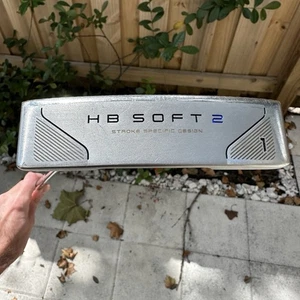 HB SOFT 2
STROKE SPECIFIC DESIGN
1